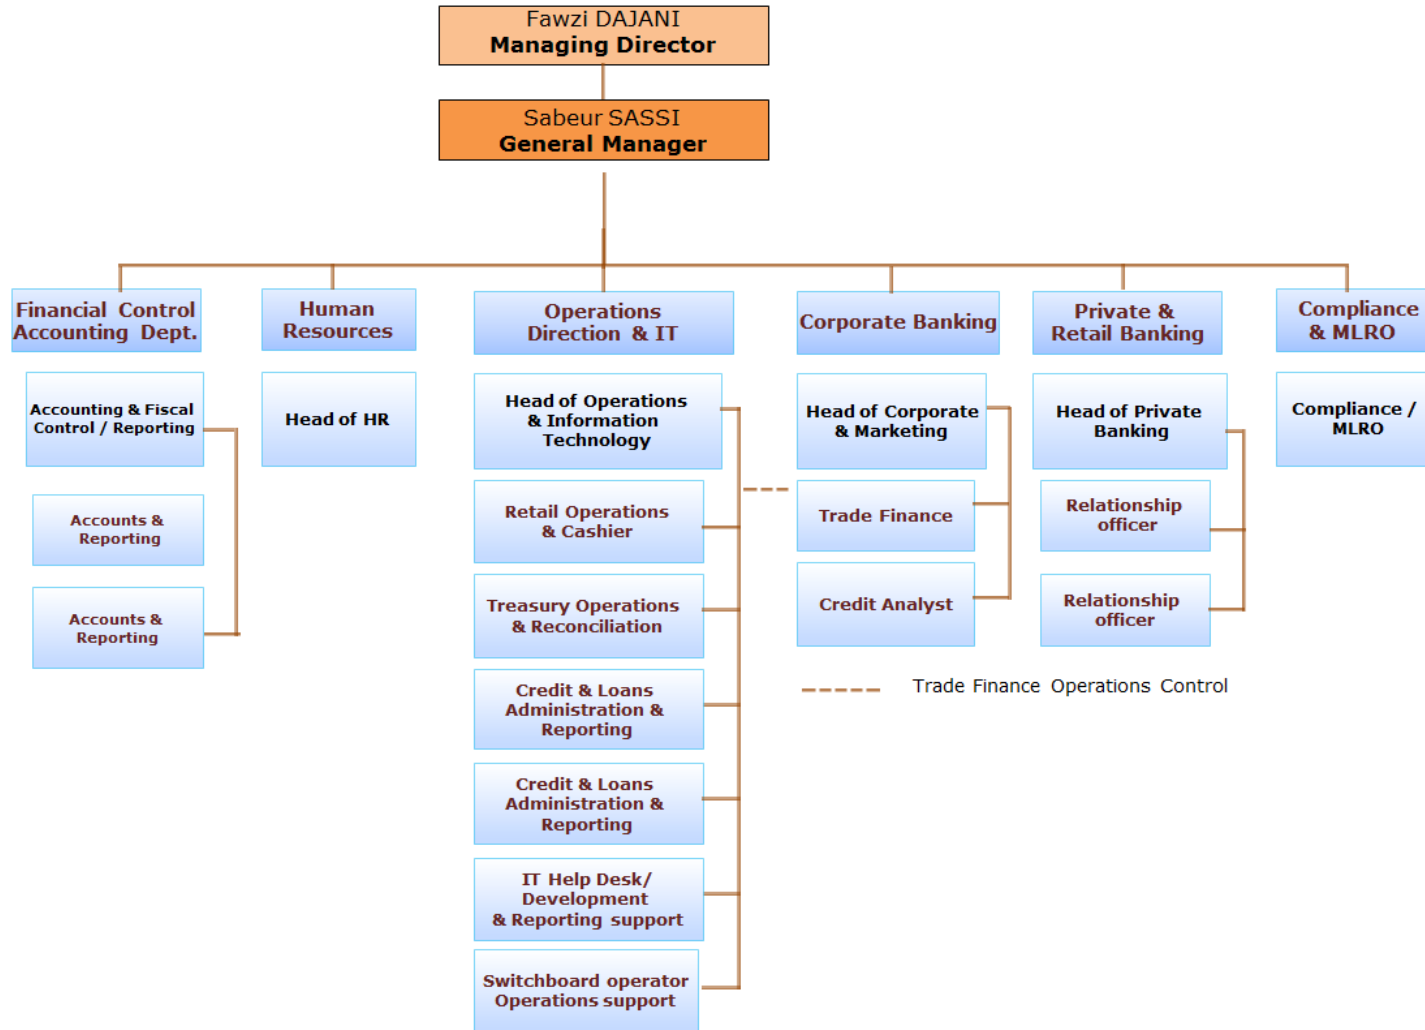 Fawzi DAJANI
Managing Director
Sabeur SASSI
General Manager
Financial Control
Accounting Dept.
Human
Resources
Operations
Direction & IT
Corporate Banking
Private &
Retail Banking
Compliance
& MLRO
Accounting & Fiscal
Control / Reporting
Accounts &
Reporting
Accounts &
Reporting
Head of HR
Head of Operations
& Information
Technology
Retail Operations
& Cashier
Treasury Operations
& Reconciliation
Credit & Loans
Administration &
Reporting
Credit & Loans
Administration &
Reporting
IT Help Desk/
Development
& Reporting support
Switchboard operator
Operations support
Head of Corporate
& Marketing
Trade Finance
Credit Analyst
Head of Private
Banking
Relationship
officer
Relationship
officer
Compliance /
MLRO
Trade Finance Operations Control